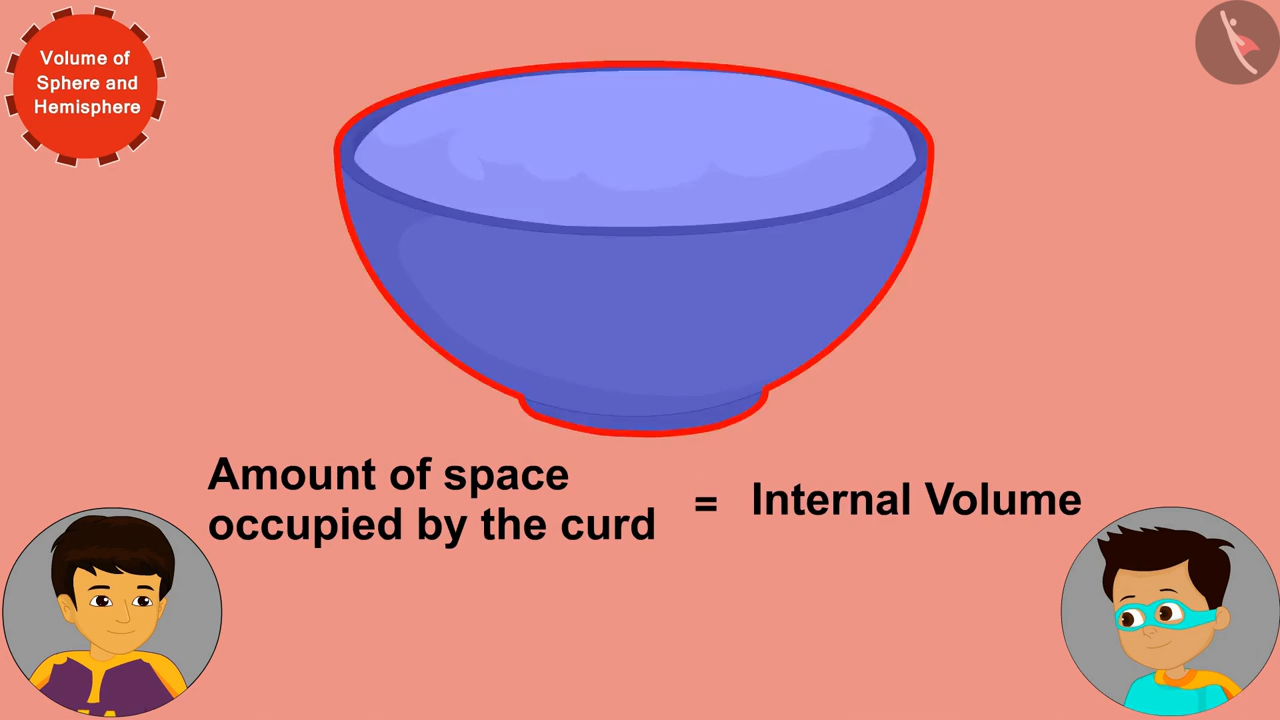 Volume of
Sphere and
Hemisphere
Amount of space
occupied by the curd
= Internal Volume